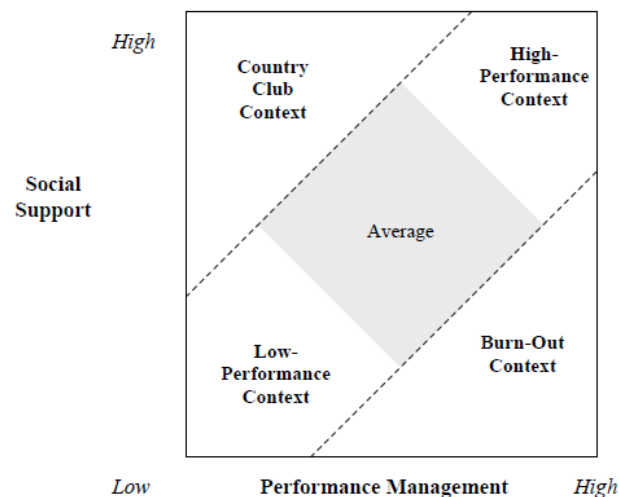 High
Country
Club
Context
High-
Performance
Context
Social
Support
Average
Low-
Performance
Context
Burn-Out
Context
Low
Performance Management
High